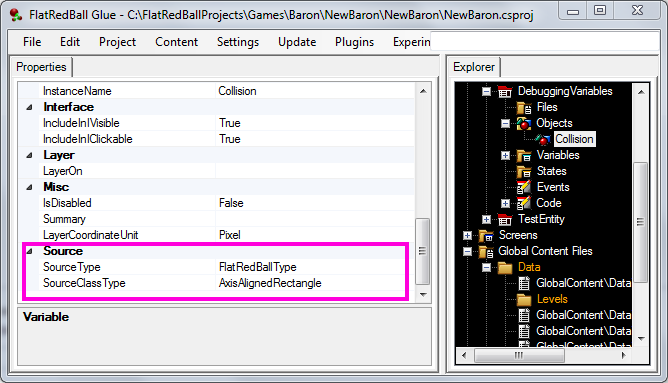 FlatRedBall Glue - C:\FlatRedBallProjects\Games\Baron\NewBaron\NewBaron\NewBaron.csproj
File Edit Project Content Settings Update Plugins Experin
Properties
InstanceName Collision
Interface
IncludeInIVisible True
IncludeInIClickable True
Layer
LayerOn
Misc
IsDisabled False
Summary
LayerCoordinateUnit Pixel
Source
SourceType FlatRedBallType
SourceClassType AxisAlignedRectangle
Variable
Explorer
DebuggingVariables
Files
Objects
Collision
Variables
States
Events
Code
TestEntity
Screens
Global Content Files
Data
GlobalContent\Data
Levels
GlobalContent\Data
GlobalContent\Data
GlobalContent\Data